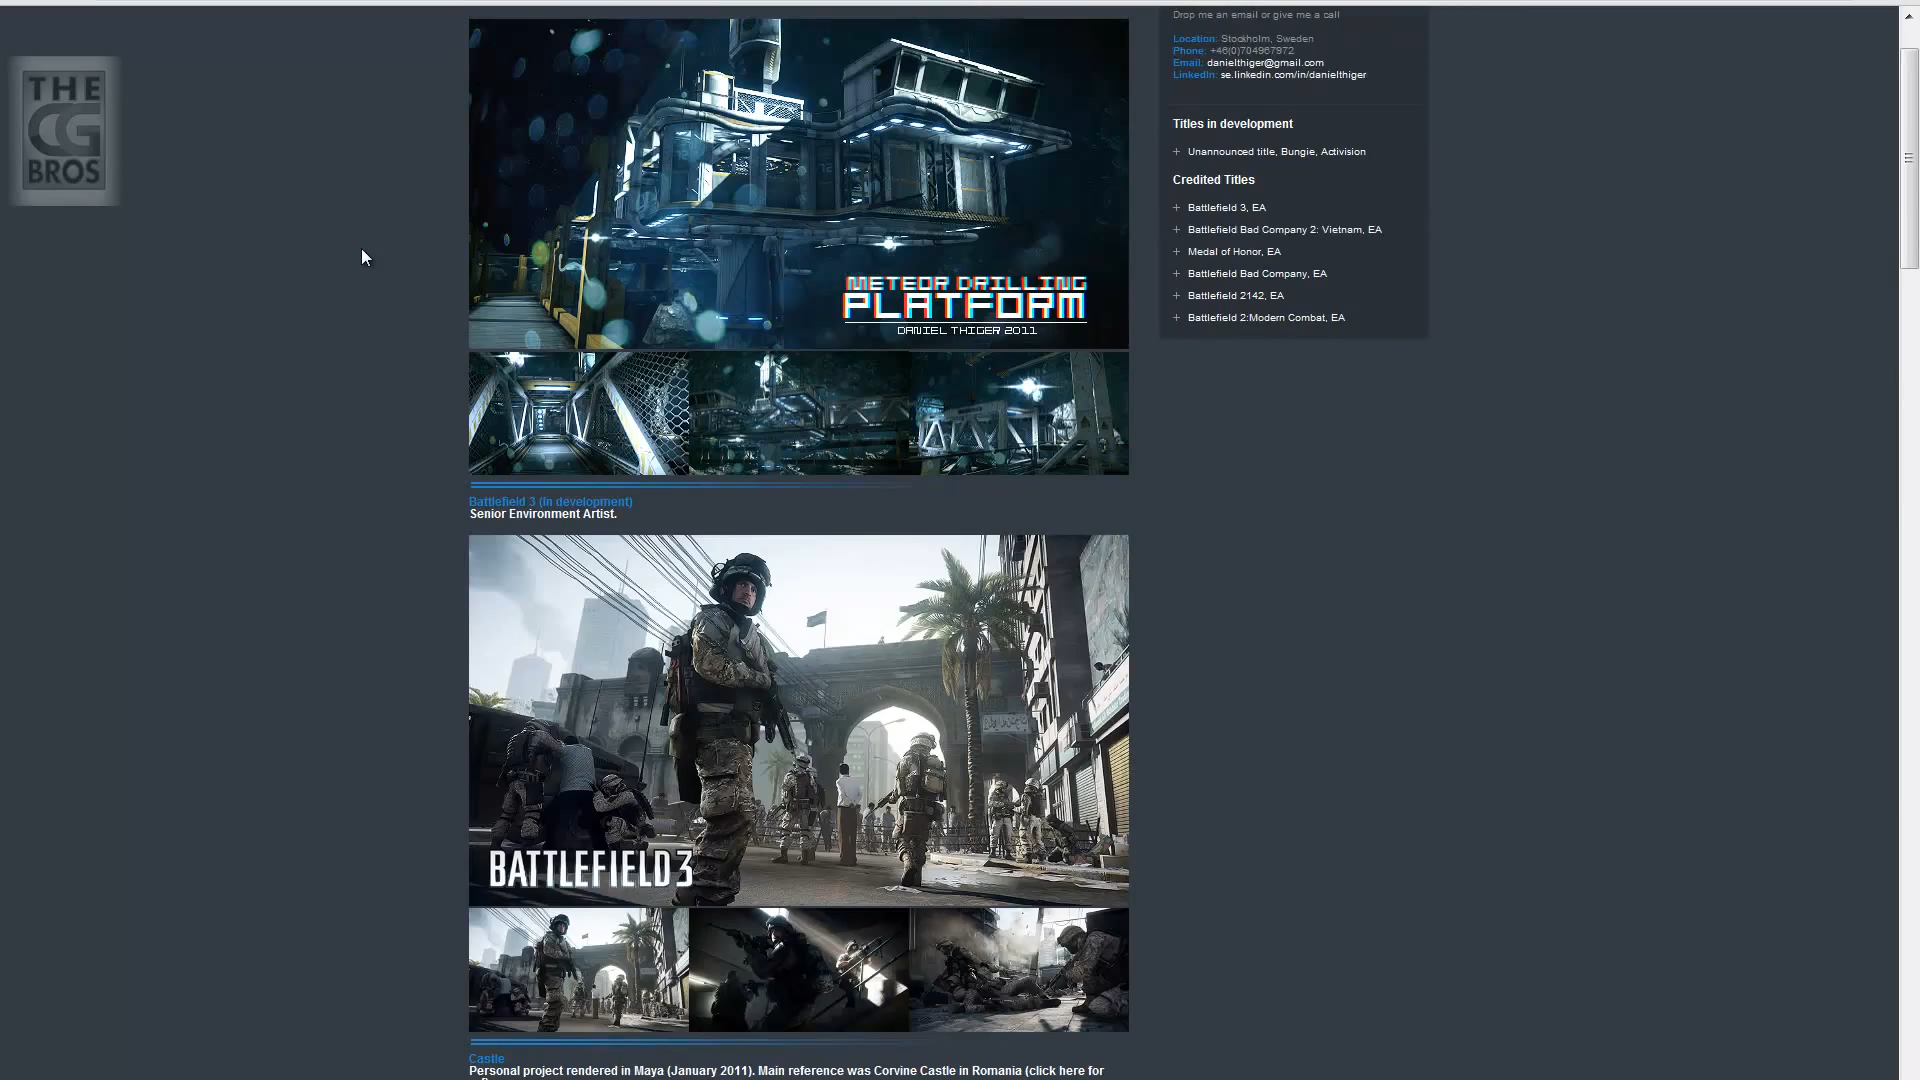 THE
CG
BROS
METEOR DRILLING
PLATFORM
DANIEL THIGER 2011
Battlefield 3 (In development)
Senior Environment Artist.
BATTLEFIELD 3
Castle
Personal project rendered in Maya (January 2011). Main reference was Corvine Castle in Romania (click here for
Drop me an email or give me a call
Location: Stockholm, Sweden
Phone: +46(0)704967972
Email: danielthiger@gmail.com
LinkedIn: se.linkedin.com/in/danielthiger
Titles in development
+ Unannounced title, Bungie, Activision
Credited Titles
+ Battlefield 3, EA
+ Battlefield Bad Company 2: Vietnam, EA
+ Medal of Honor, EA
+ Battlefield Bad Company, EA
+ Battlefield 2142, EA
+ Battlefield 2:Modern Combat, EA